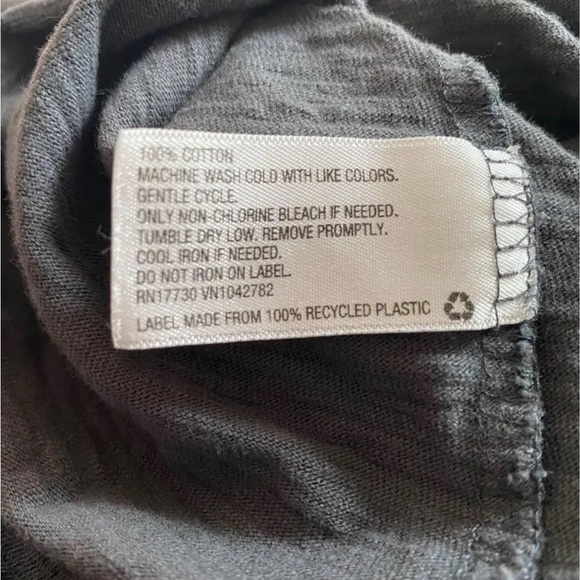 100% COTTON
MACHINE WASH COLD WITH LIKE COLORS.
GENTLE CYCLE.
ONLY NON-CHLORINE BLEACH IF NEEDED.
TUMBLE DRY LOW. REMOVE PROMPTLY.
COOL IRON IF NEEDED.
DO NOT IRON ON LABEL.
RN17730 VN1042782
LABEL MADE FROM 100% RECYCLED PLASTIC